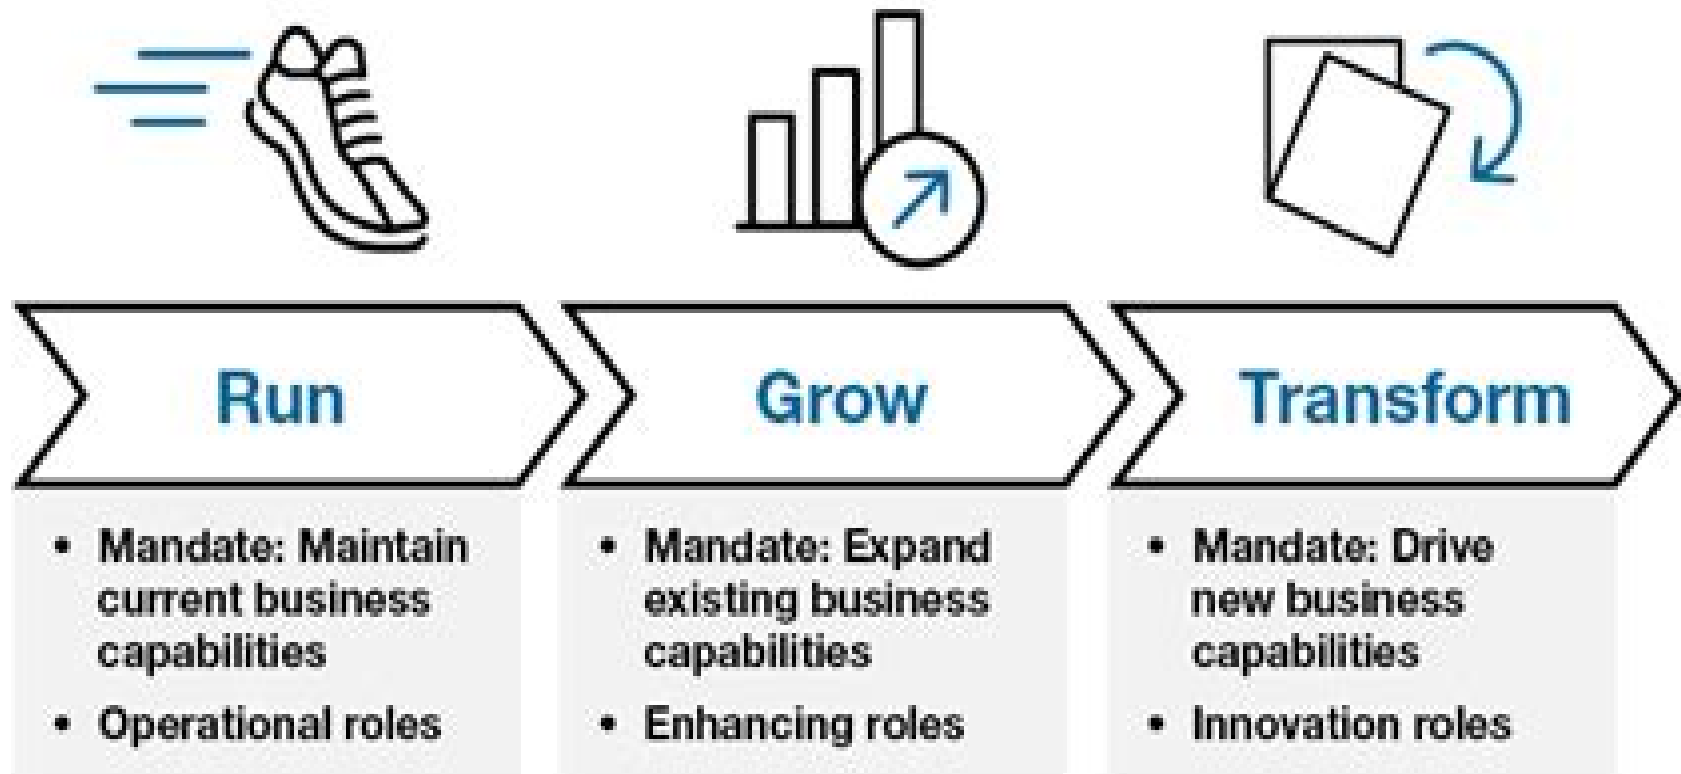 Run
Grow
Transform
• Mandate: Maintain
current business
capabilities
• Operational roles
• Mandate: Expand
existing business
capabilities
• Enhancing roles
• Mandate: Drive
new business
capabilities
• Innovation roles